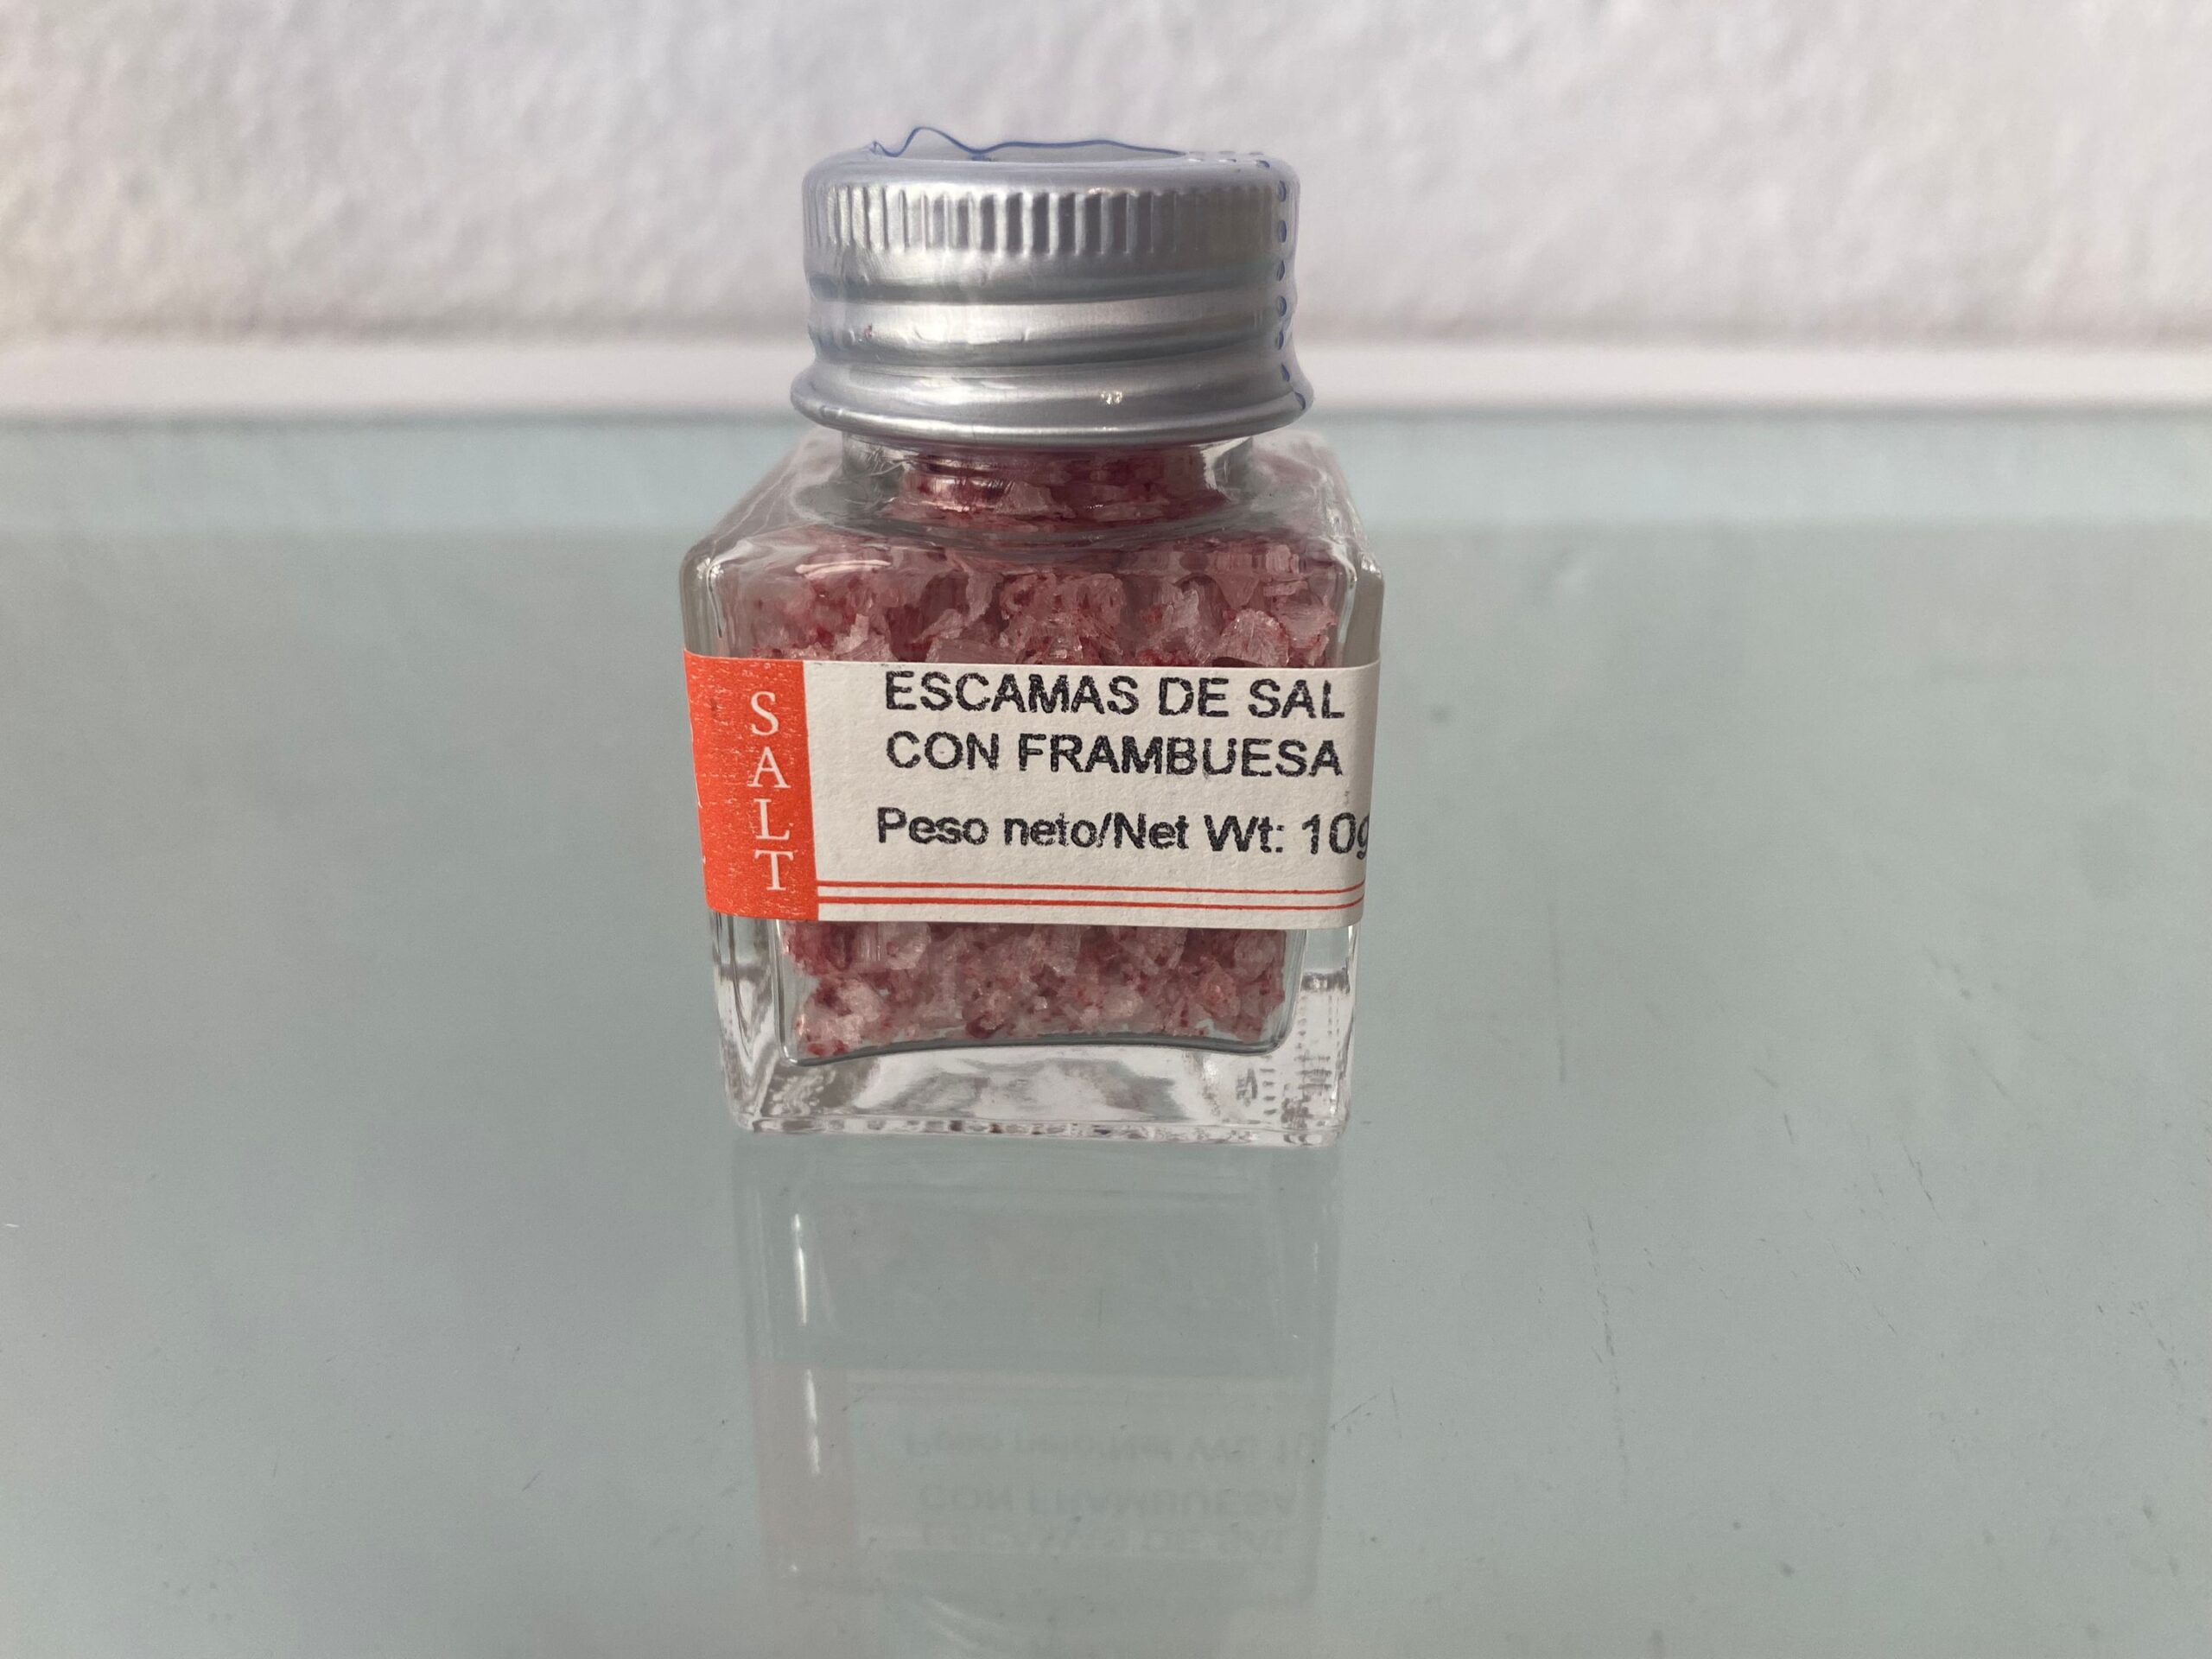 SALT
ESCAMAS DE SAL
CON FRAMBUESA
Peso neto/Net Wt: 10g